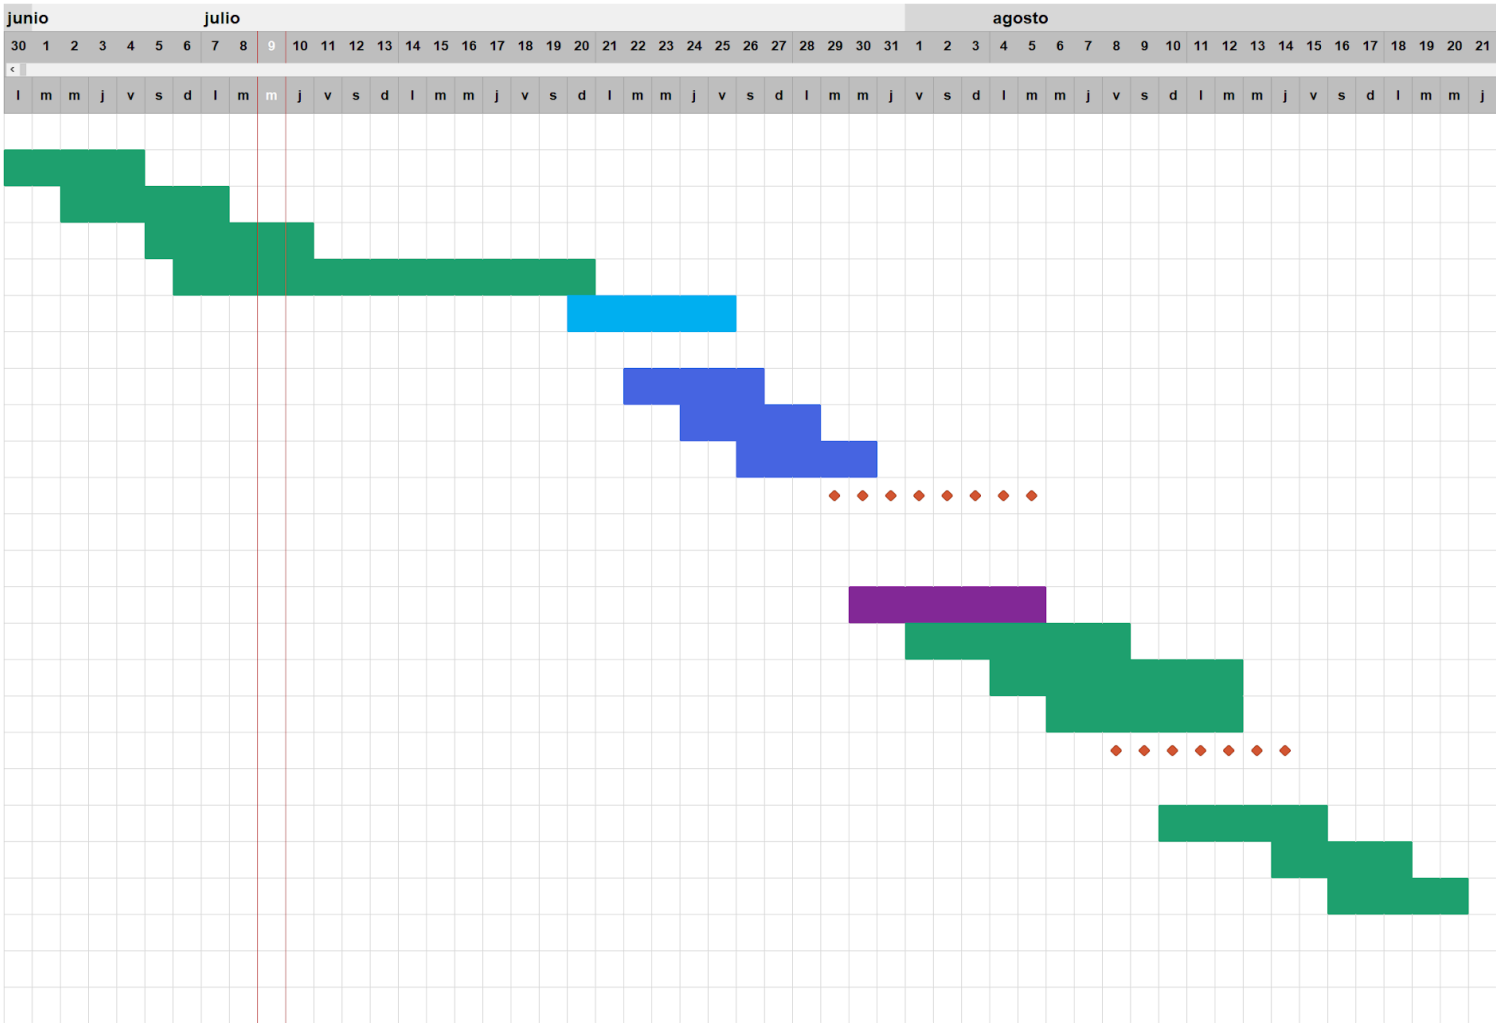 junio julio agosto
30 1 2 3 4 5 6 7 8 9 10 11 12 13 14 15 16 17 18 19 20 21 22 23 24 25 26 27 28 29 30 31 1 2 3 4 5 6 7 8 9 10 11 12 13 14 15 16 17 18 19 20 21
<
l m m j v s d l m m j v s d l m m j v s d l m m j v s d l m m j v s d l m m j v s d l m m j v s d l m m j